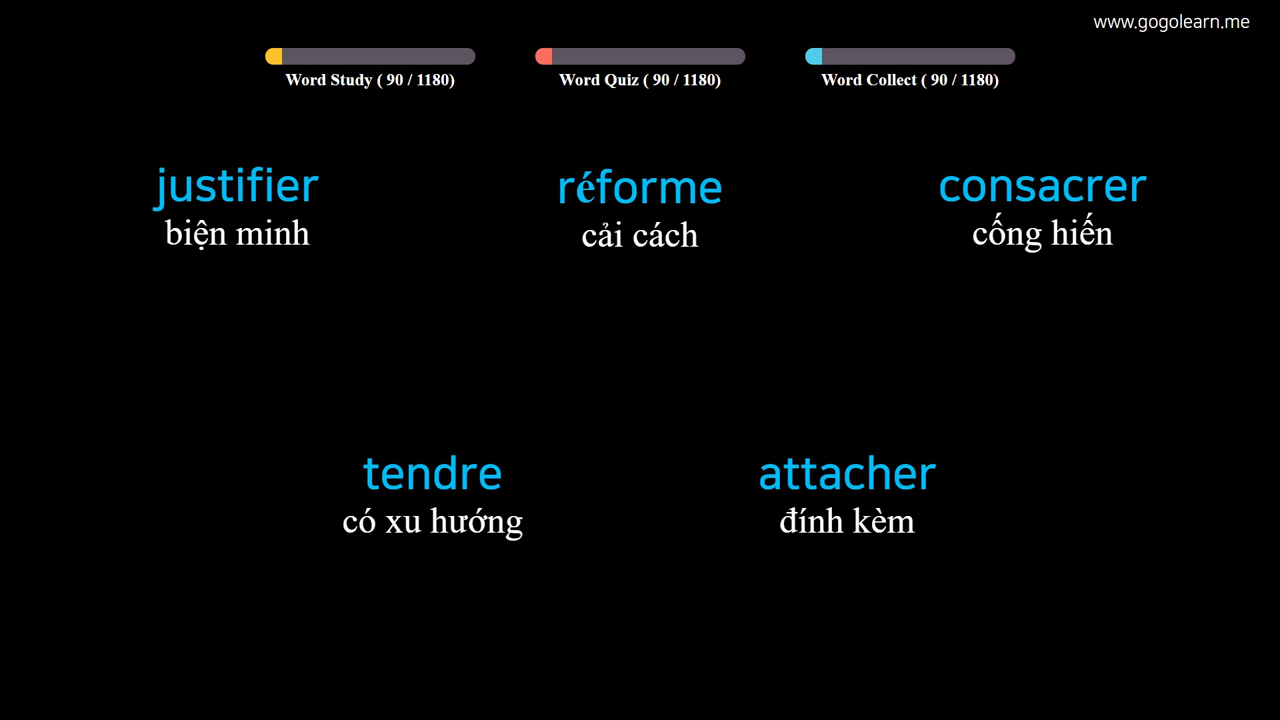 www.gogolearn.me
Word Study ( 90 / 1180)
Word Quiz ( 90 / 1180)
Word Collect ( 90 / 1180)
justifier
biện minh
réforme
cải cách
consacrer
cống hiến
tendre
có xu hướng
attacher
đính kèm